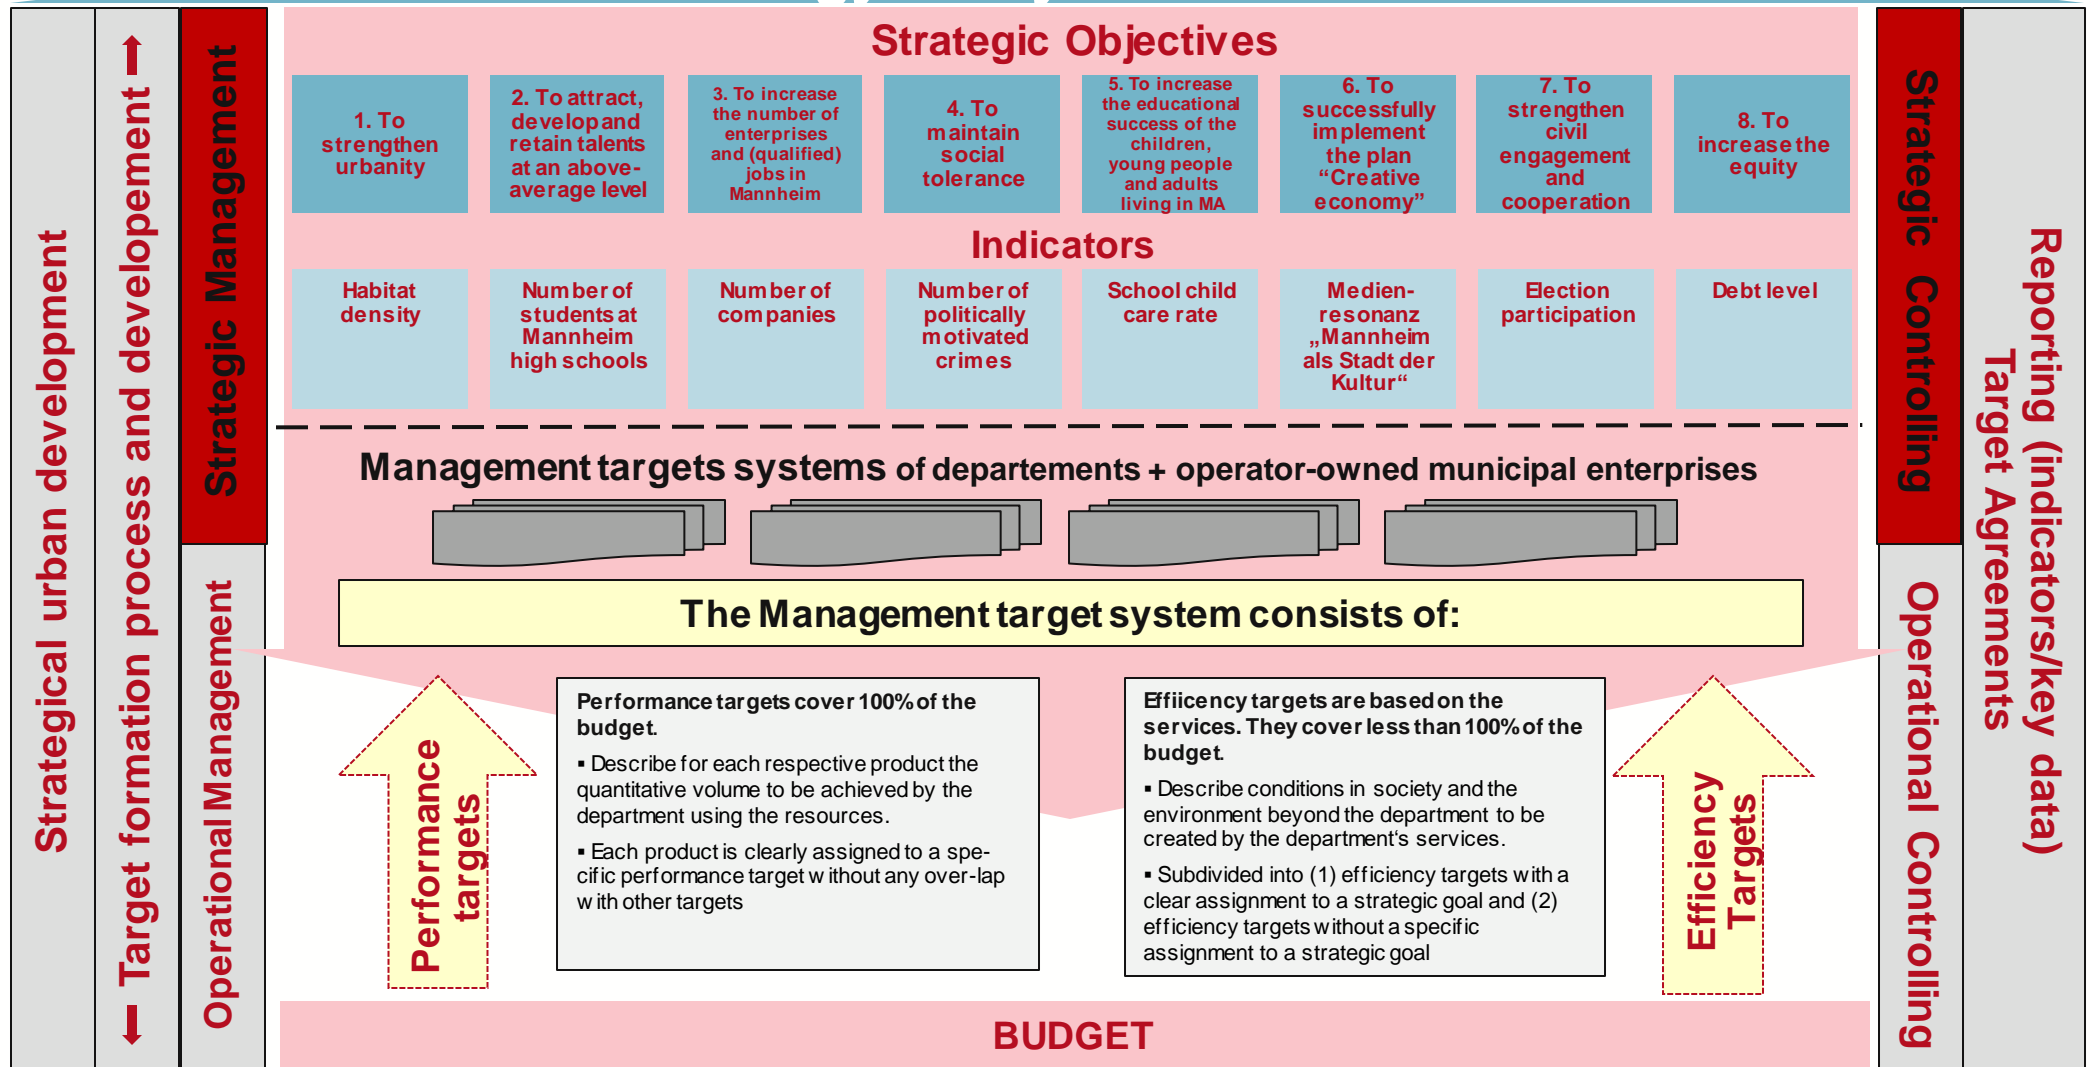 Strategical urban development
Target formation process and developement
Strategic Management
Operational Management
Strategic Objectives
1. To
strengthen
urbanity
2. To attract,
develop and
retain talents
at an above-
average level
3. To increase
the number of
enterprises
and (qualified)
jobs in
Mannheim
4. To
maintain
social
tolerance
5. To increase
the educational
success of the
children,
young people
and adults
living in MA
6. To
successfully
implement
the plan
“Creative
economy”
7. To
strengthen
civil
engagement
and
cooperation
8. To
increase the
equity
Indicators
Habitat
density
Number of
students at
Mannheim
high schools
Number of
companies
Number of
politically
motivated
crimes
School child
care rate
Medien-
resonanz
„Mannheim
als Stadt der
Kultur“
Election
participation
Debt level
Management targets systems of departements + operator-owned municipal enterprises
The Management target system consists of:
Performance
targets
Performance targets cover 100% of the
budget.
▪ Describe for each respective product the
quantitative volume to be achieved by the
department using the resources.
▪ Each product is clearly assigned to a spe-
cific performance target without any over-lap
with other targets
Effiicency targets are based on the
services. They cover less than 100% of the
budget.
▪ Describe conditions in society and the
environment beyond the department to be
created by the department‘s services.
▪ Subdivided into (1) efficiency targets with a
clear assignment to a strategic goal and (2)
efficiency targets without a specific
assignment to a strategic goal
Efficiency
Targets
BUDGET
Strategic Controlling
Operational Controlling
Reporting (indicators/key data)
Target Agreements